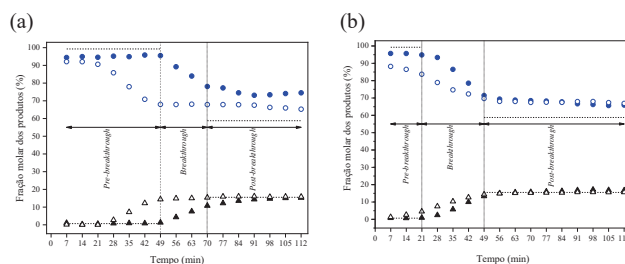 (a)
(b)
Fração molar dos produtos (%)
100
90
80
70
60
50
40
30
20
10
0
Pre-breakthrough
Breakthrough
Post-breakthrough
0 7 14 21 28 35 42 49 56 63 70 77 84 91 98 105 112
Tempo (min)
Fração molar dos produtos (%)
100
90
80
70
60
50
40
30
20
10
0
Pre-breakthrough
Breakthrough
Post-breakthrough
0 7 14 21 28 35 42 49 56 63 70 77 84 91 98 105 112
Tempo (min)